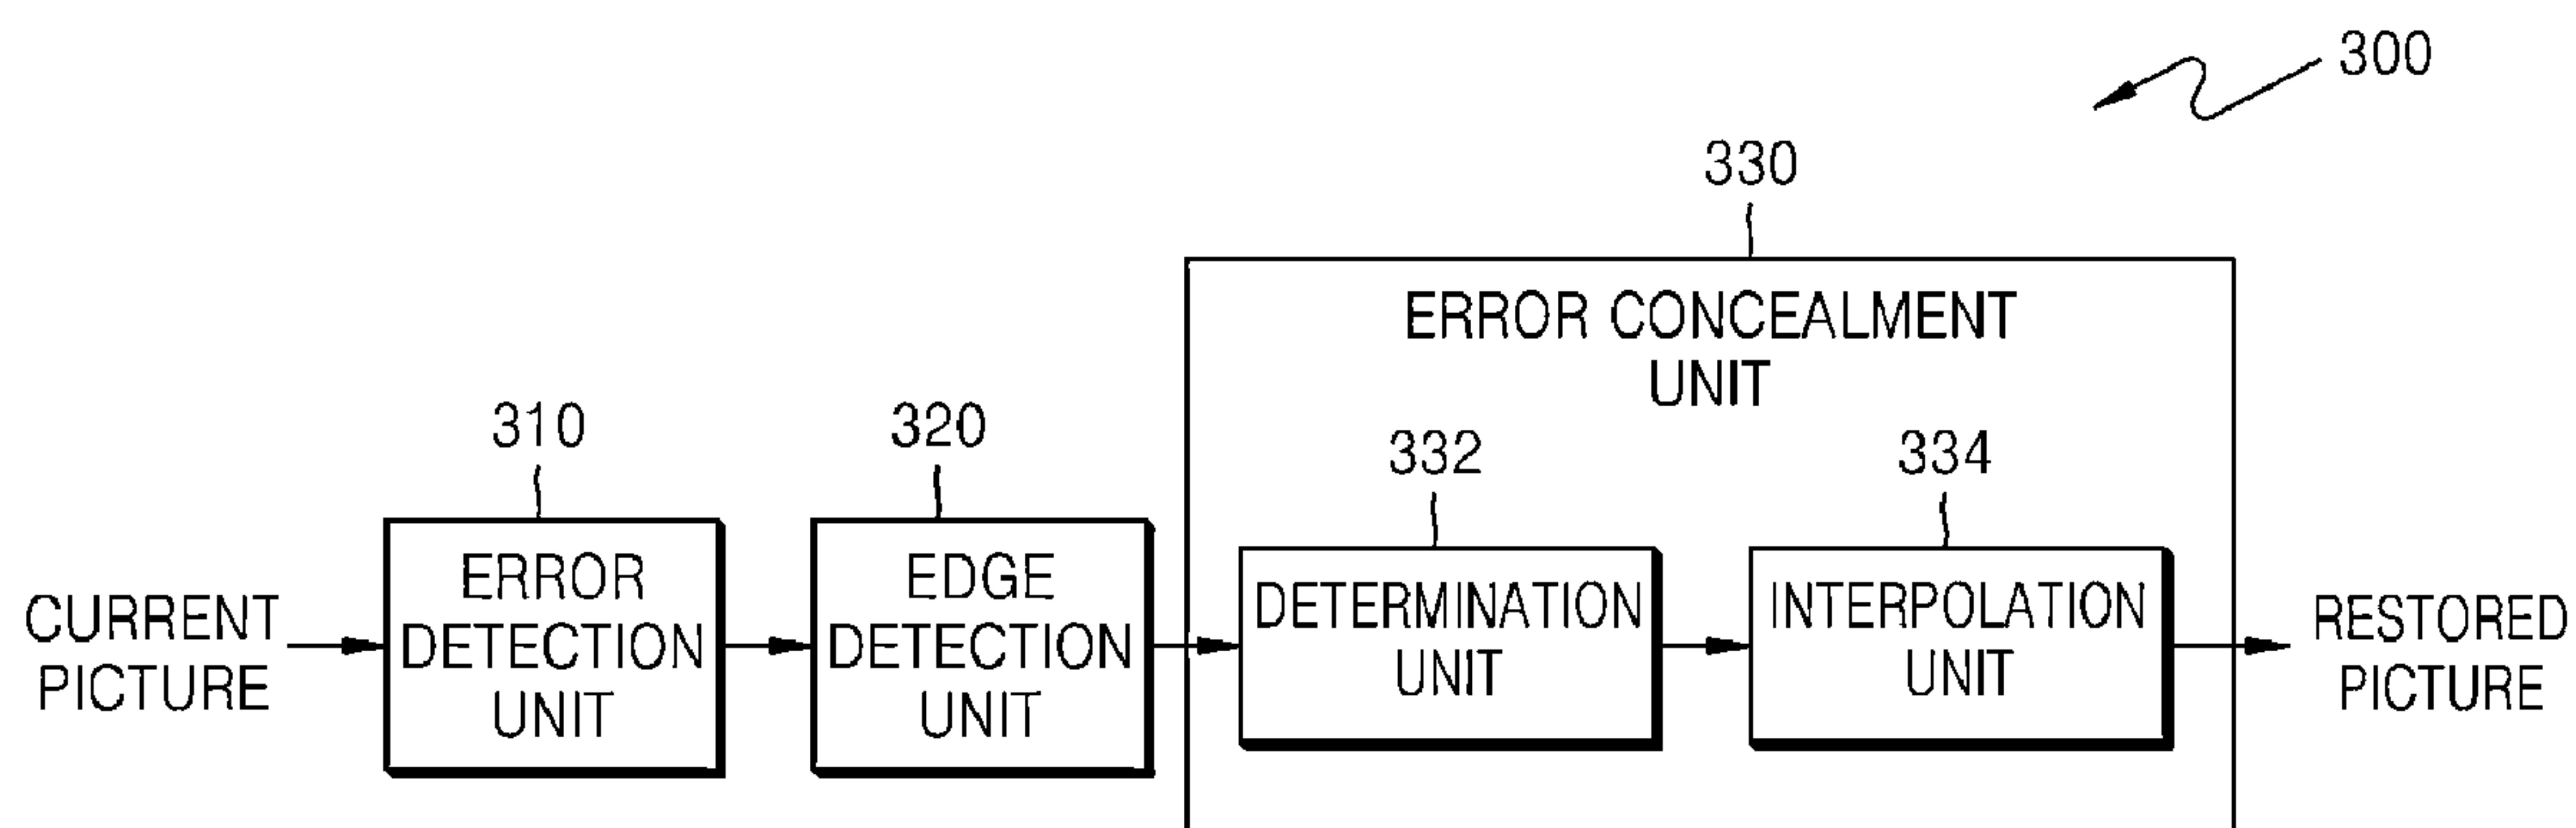 300
330
ERROR CONCEALMENT
UNIT
310
320
332
334
CURRENT
PICTURE
ERROR
DETECTION
UNIT
EDGE
DETECTION
UNIT
DETERMINATION
UNIT
INTERPOLATION
UNIT
RESTORED
PICTURE